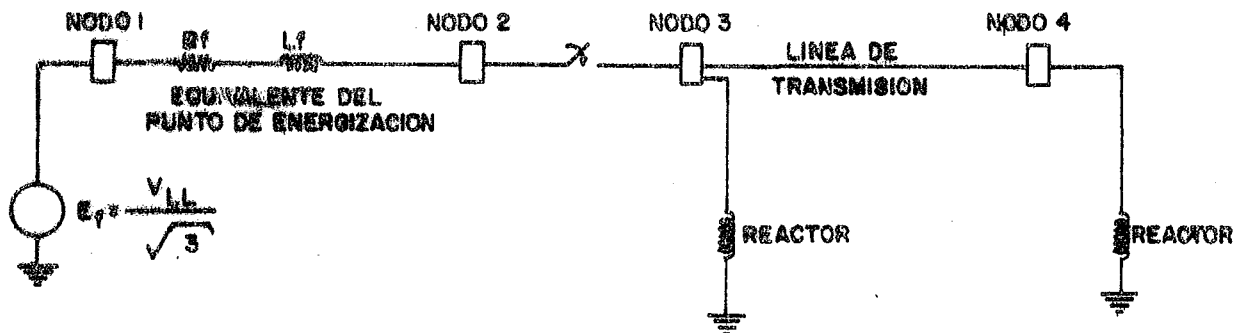 NODO 1
Rf
Lf
NODO 2
NODO 3
NODO 4
EQUIVALENTE DEL
PUNTO DE ENERGIZACION
LINEA DE
TRANSMISION
Ef = VLL / √3
REACTOR
REACTOR